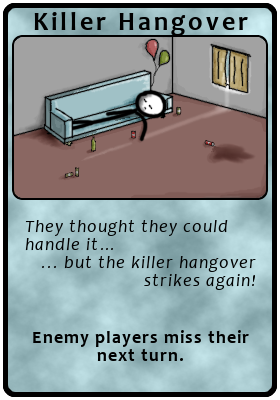 Killer Hangover
They thought they could
handle it...
... but the killer hangover
strikes again!
Enemy players miss their
next turn.